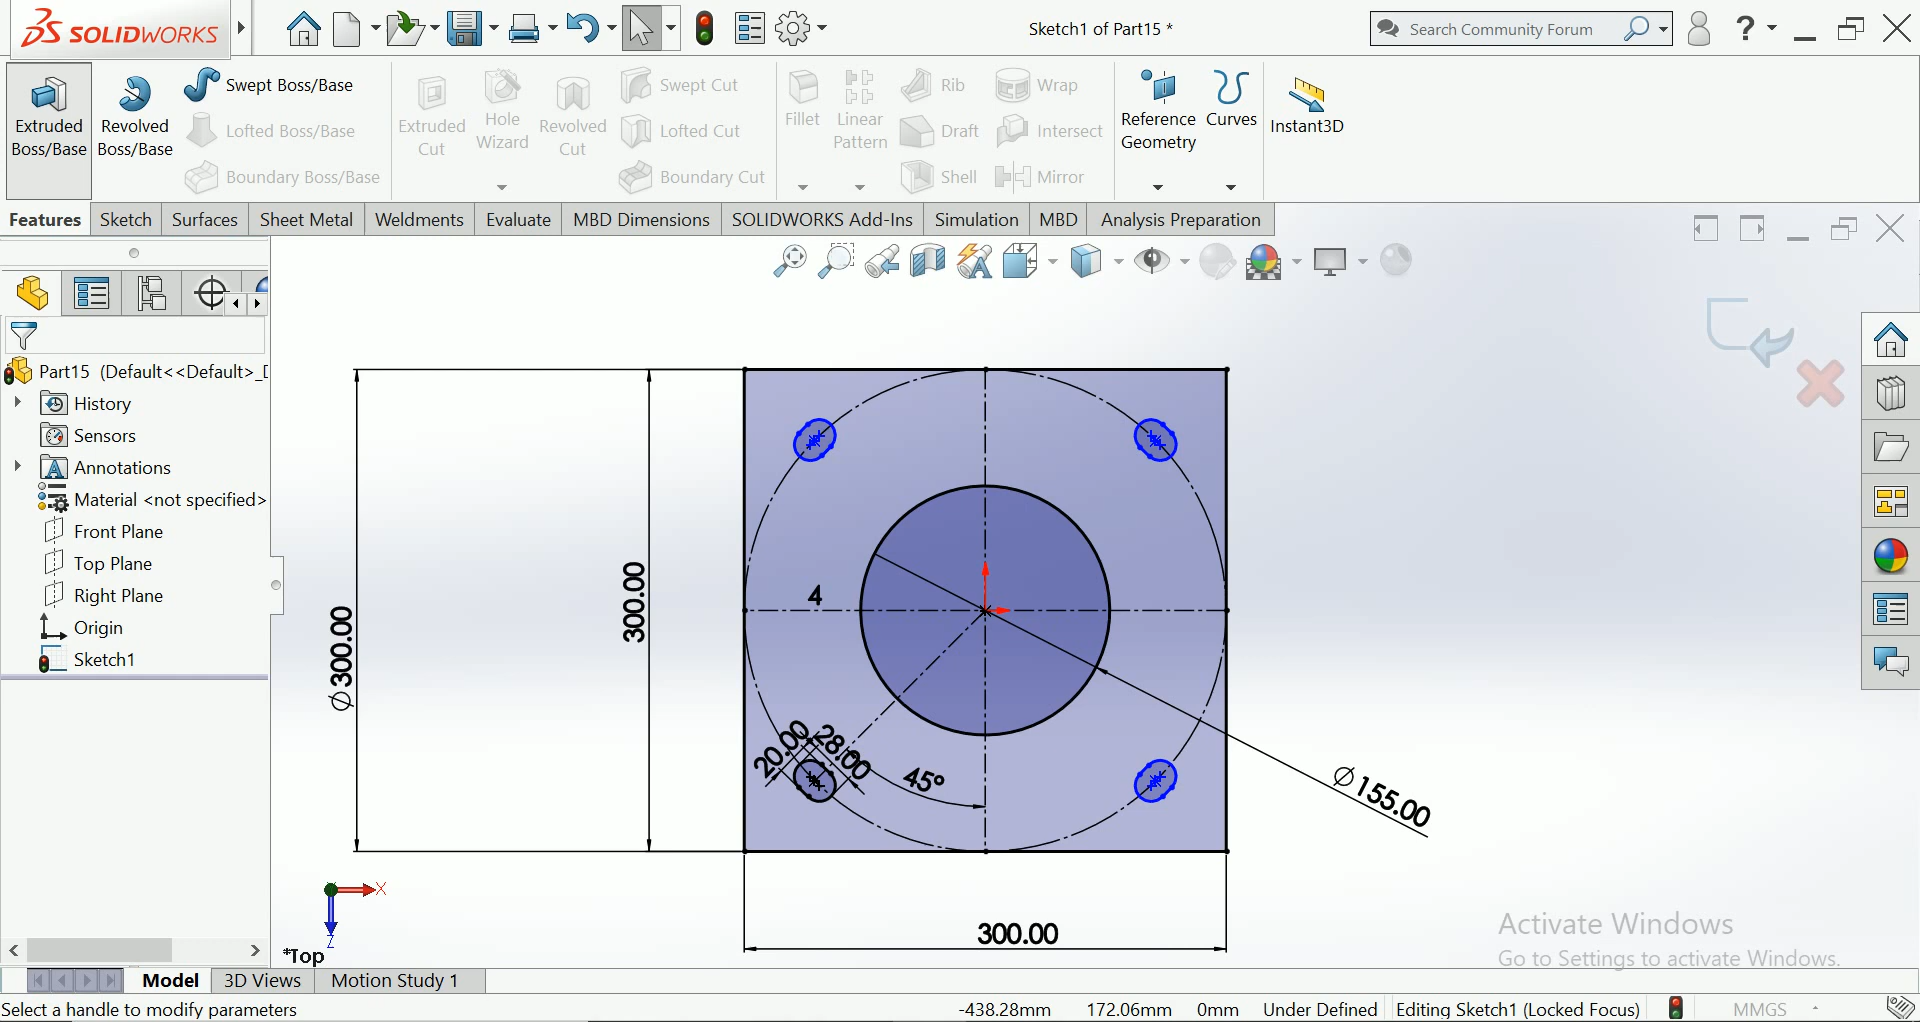 SOLIDWORKS
Sketch1 of Part15 *
Search Community Forum
?
Extruded Boss/Base
Revolved Boss/Base
Swept Boss/Base
Lofted Boss/Base
Boundary Boss/Base
Extruded Cut
Hole Wizard
Revolved Cut
Swept Cut
Lofted Cut
Boundary Cut
Fillet
Linear Pattern
Rib
Draft
Shell
Wrap
Intersect
Mirror
Reference Geometry
Curves
Instant3D
Features Sketch Surfaces Sheet Metal Weldments Evaluate MBD Dimensions SOLIDWORKS Add-Ins Simulation MBD Analysis Preparation
Part15 (Default<<Default>_D
History
Sensors
Annotations
Material <not specified>
Front Plane
Top Plane
Right Plane
Origin
Sketch1
∅300.00
300.00
4
20.00
28.00
45°
∅155.00
300.00
X
Z
*Top
Activate Windows
Go to Settings to activate Windows.
Model 3D Views Motion Study 1
Select a handle to modify parameters
-438.28mm 172.06mm 0mm Under Defined Editing Sketch1 (Locked Focus) MMGS